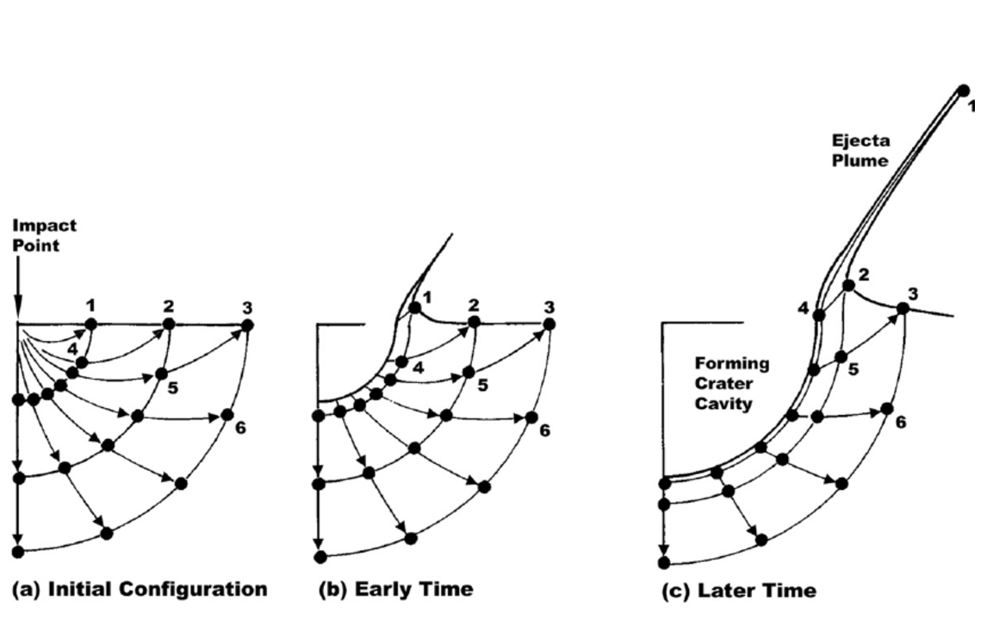 Impact
Point
1
2
3
4
5
6
(a) Initial Configuration
1
2
3
4
5
6
(b) Early Time
1
Ejecta
Plume
2
3
4
5
6
Forming
Crater
Cavity
(c) Later Time